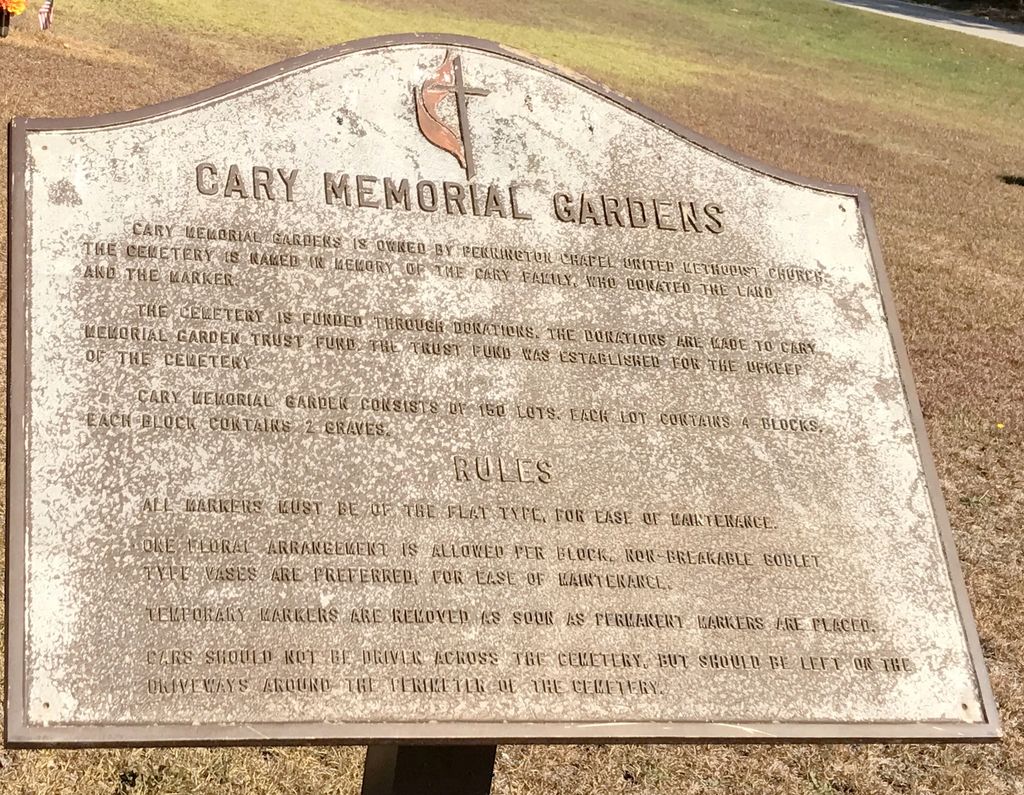 CARY MEMORIAL GARDENS
CARY MEMORIAL GARDENS IS OWNED BY PENNINGTON CHAPEL UNITED METHODIST CHURCH.
THE CEMETERY IS NAMED IN MEMORY OF THE CARY FAMILY, WHO DONATED THE LAND
AND THE MARKER.
THE CEMETERY IS FUNDED THROUGH DONATIONS. THE DONATIONS ARE MADE TO CARY
MEMORIAL GARDEN TRUST FUND. THE TRUST FUND WAS ESTABLISHED FOR THE UPKEEP
OF THE CEMETERY.
CARY MEMORIAL GARDEN CONSISTS OF 150 LOTS. EACH LOT CONTAINS 4 BLOCKS.
EACH BLOCK CONTAINS 2 GRAVES.
RULES
ALL MARKERS MUST BE OF THE FLAT TYPE, FOR EASE OF MAINTENANCE.
ONE FLORAL ARRANGEMENT IS ALLOWED PER BLOCK. NON-BREAKABLE GOBLET
TYPE VASES ARE PREFERRED, FOR EASE OF MAINTENANCE.
TEMPORARY MARKERS ARE REMOVED AS SOON AS PERMANENT MARKERS ARE PLACED.
CARS SHOULD NOT BE DRIVEN ACROSS THE CEMETERY, BUT SHOULD BE LEFT ON THE
DRIVEWAYS AROUND THE PERIMETER OF THE CEMETERY.